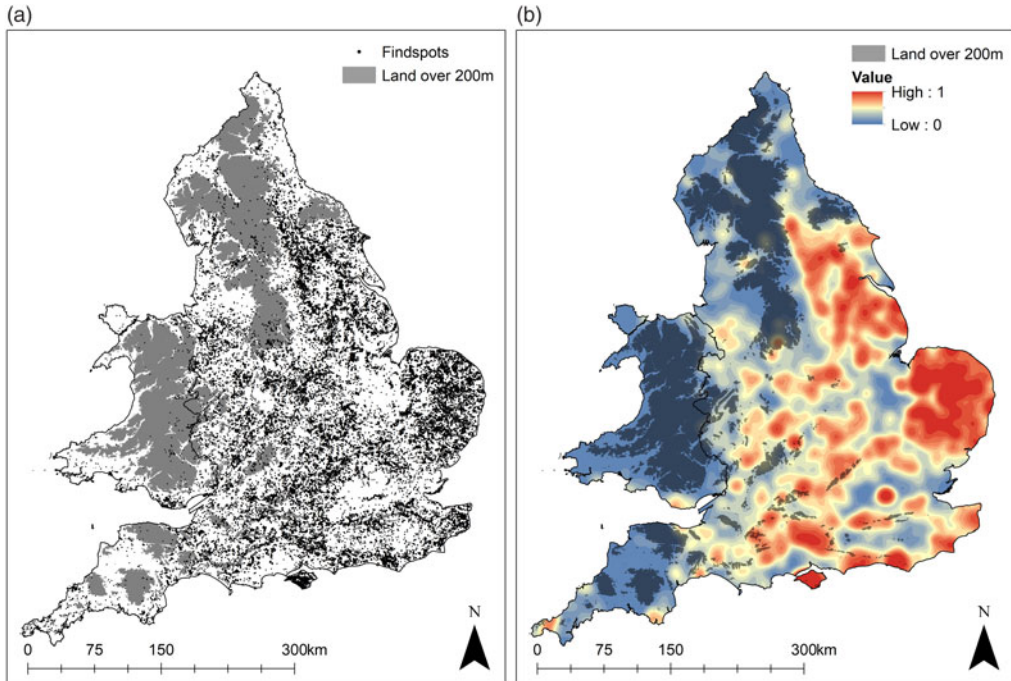 (a)
Findspots
Land over 200m
N
0 75 150 300km
(b)
Land over 200m
Value
High : 1
Low : 0
N
0 75 150 300km